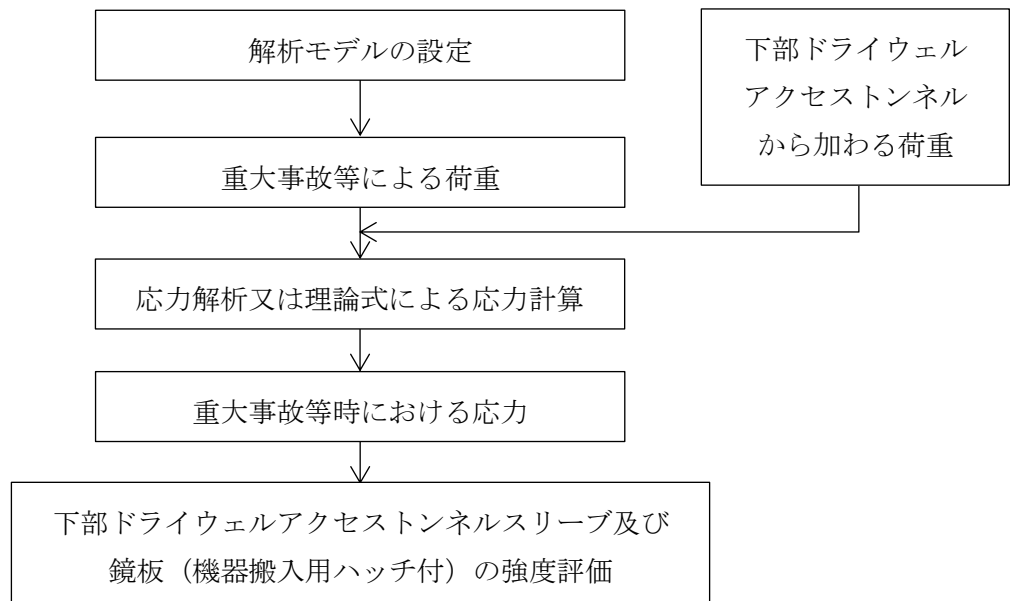 解析モデルの設定
下部ドライウェル
アクセストンネル
から加わる荷重
重大事故等による荷重
応力解析又は理論式による応力計算
重大事故等時における応力
下部ドライウェルアクセストンネルスリーブ及び
鏡板（機器搬入用ハッチ付）の強度評価